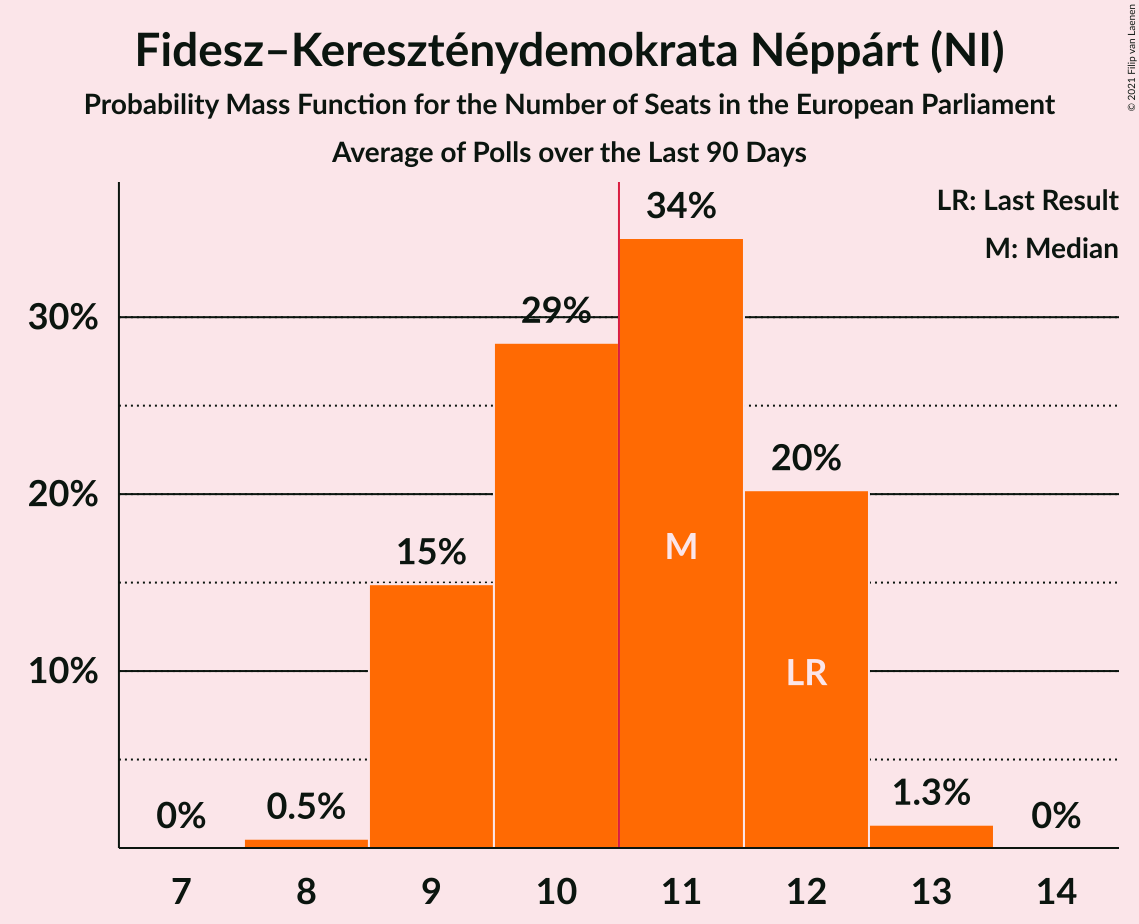 Fidesz–Kereszténydemokrata Néppárt (NI)
Probability Mass Function for the Number of Seats in the European Parliament
Average of Polls over the Last 90 Days
© 2021 Filip van Laenen
LR: Last Result
M: Median
34%
30%
29%
20%
20%
15%
M
10%
LR
0%
0.5%
1.3%
0%
7 8 9 10 11 12 13 14